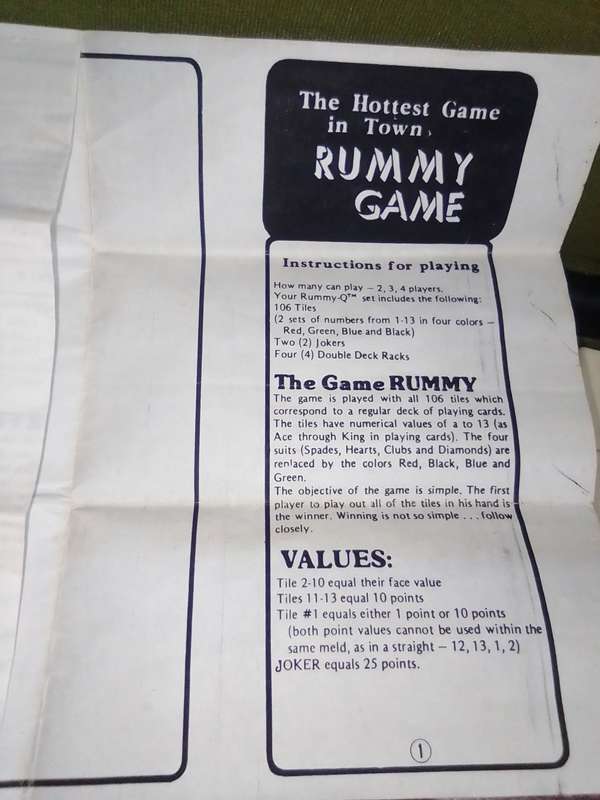 The Hottest Game
in Town,
RUMMY
GAME
Instructions for playing
How many can play — 2, 3, 4 players.
Your Rummy-Q™ set includes the following:
106 Tiles
(2 sets of numbers from 1-13 in four colors —
Red, Green, Blue and Black)
Two (2) Jokers
Four (4) Double Deck Racks
The Game RUMMY
The game is played with all 106 tiles which
correspond to a regular deck of playing cards.
The tiles have numerical values of a to 13 (as
Ace through King in playing cards). The four
suits (Spades, Hearts, Clubs and Diamonds) are
replaced by the colors Red, Black, Blue and
Green.
The objective of the game is simple. The first
player to play out all of the tiles in his hand is
the winner. Winning is not so simple . . . follow
closely.
VALUES:
Tile 2-10 equal their face value
Tiles 11-13 equal 10 points
Tile #1 equals either 1 point or 10 points
(both point values cannot be used within the
same meld, as in a straight — 12, 13, 1, 2)
JOKER equals 25 points.
1